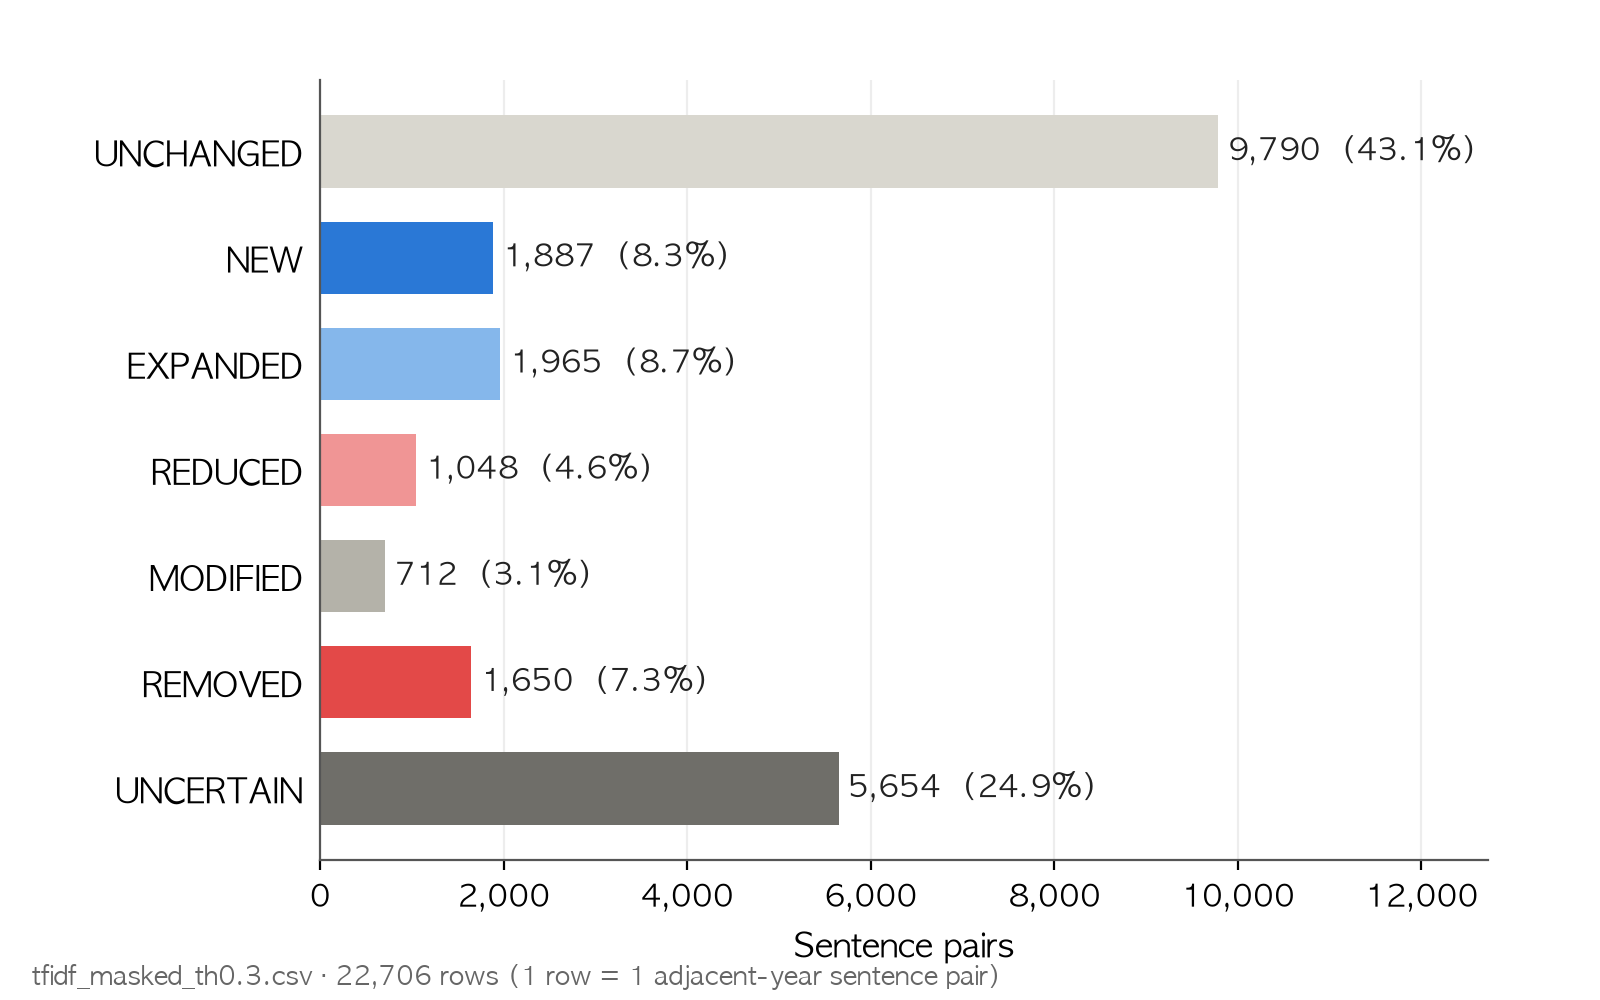 UNCHANGED 9,790 (43.1%)
NEW 1,887 (8.3%)
EXPANDED 1,965 (8.7%)
REDUCED 1,048 (4.6%)
MODIFIED 712 (3.1%)
REMOVED 1,650 (7.3%)
UNCERTAIN 5,654 (24.9%)
0 2,000 4,000 6,000 8,000 10,000 12,000
Sentence pairs
tfidf_masked_th0.3.csv · 22,706 rows (1 row = 1 adjacent-year sentence pair)